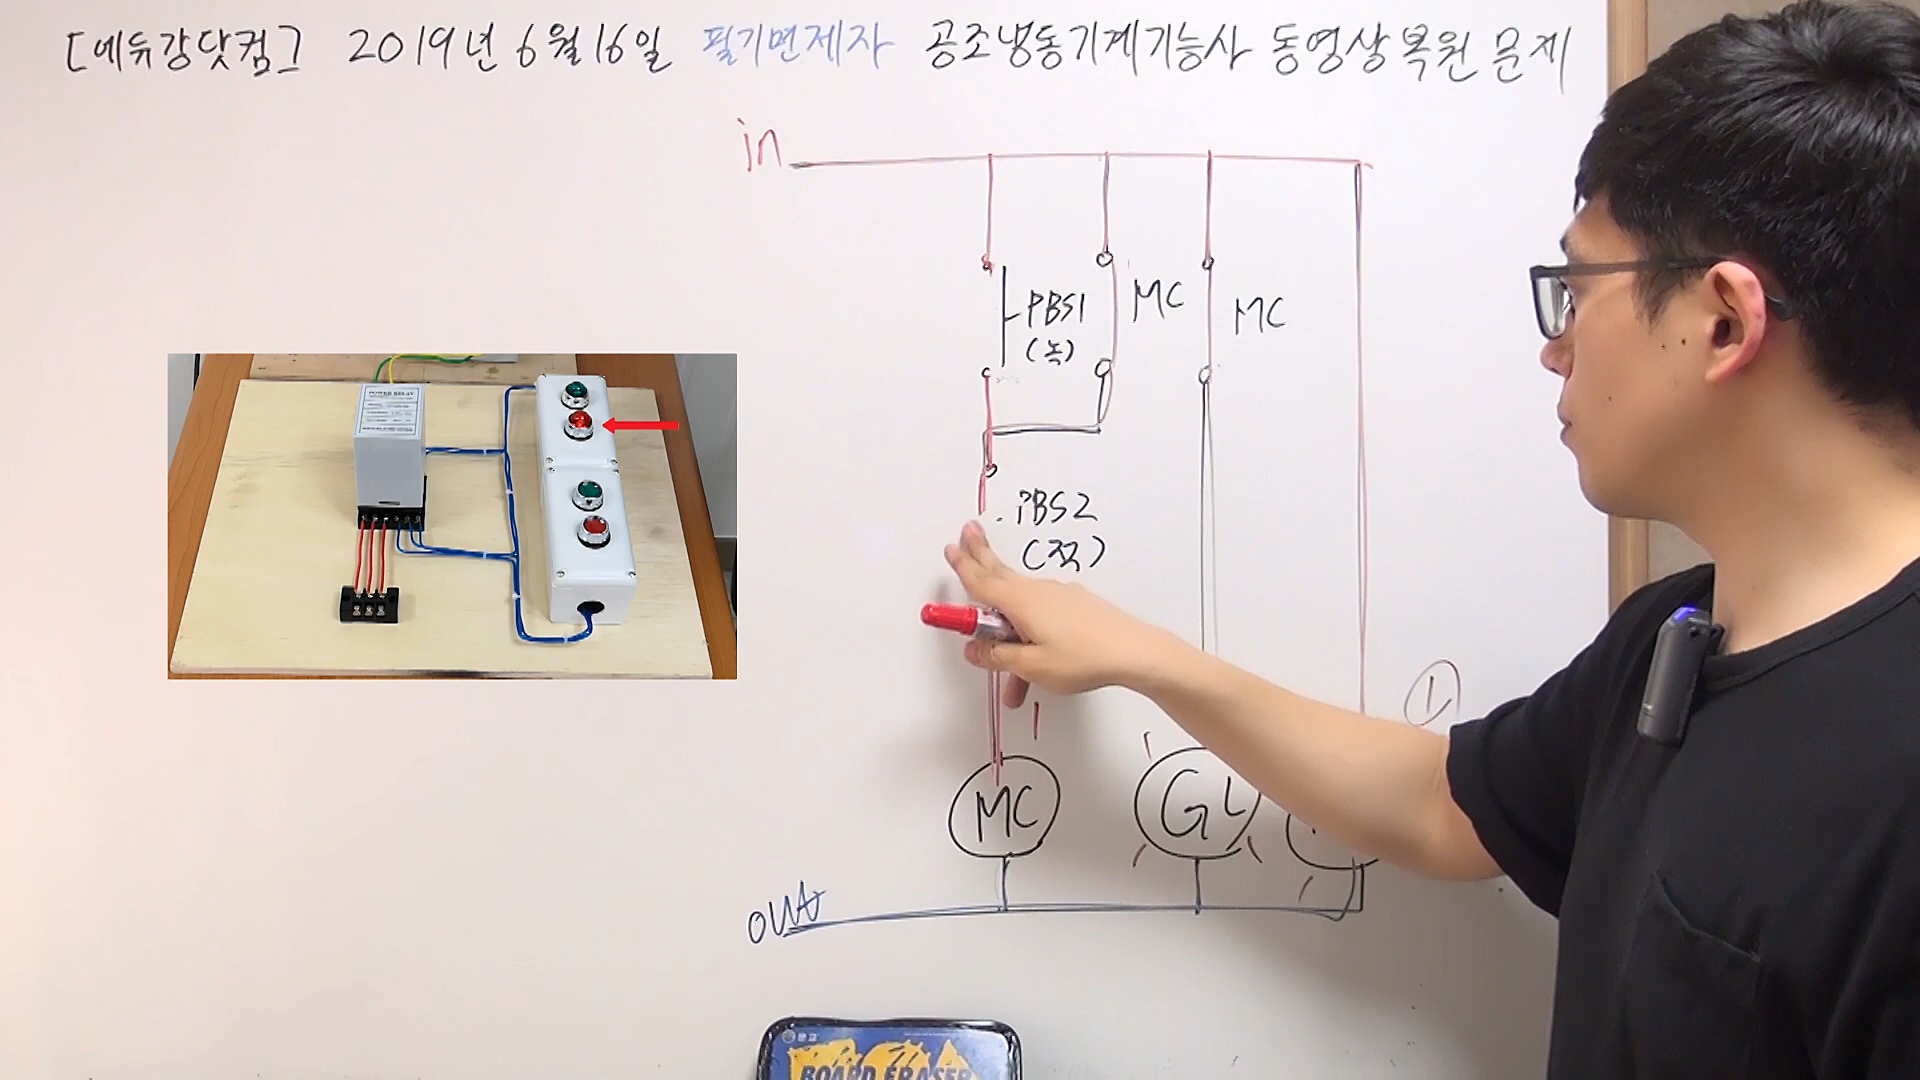 [에듀강닷컴] 2019년 6월 16일 필기면제자 공조냉동기계기능사 동영상 복원 문제
in
PBS1
(녹)
MC
MC
PBS2
(적)
1
MC
GL
out
POWER RELAY
BOARD ERASER